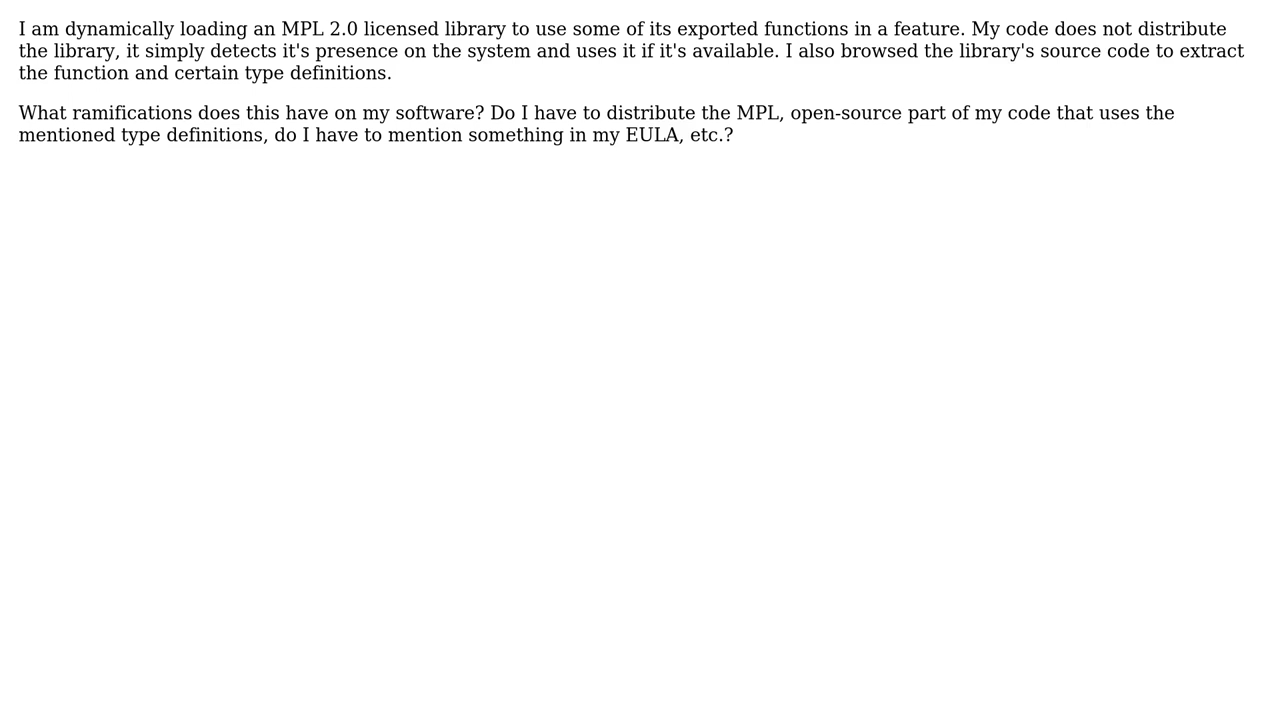 I am dynamically loading an MPL 2.0 licensed library to use some of its exported functions in a feature. My code does not distribute
the library, it simply detects it's presence on the system and uses it if it's available. I also browsed the library's source code to extract
the function and certain type definitions.
What ramifications does this have on my software? Do I have to distribute the MPL, open-source part of my code that uses the
mentioned type definitions, do I have to mention something in my EULA, etc.?